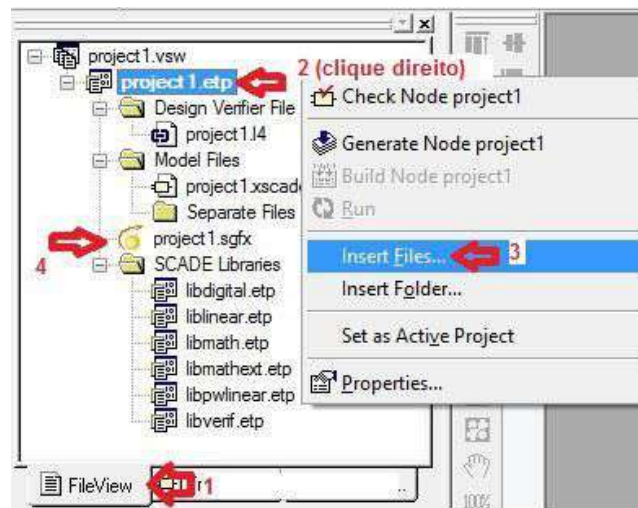 project1.vsw
project1.etp
2 (clique direito)
Design Verifier File
project1.l4
Model Files
project1.xscade
Separate Files
4
project1.sgfx
SCADE Libraries
libdigital.etp
liblinear.etp
libmath.etp
libmathext.etp
libpwlinear.etp
libverif.etp
Check Node project1
Generate Node project1
Build Node project1
Run
Insert Files... 3
Insert Folder...
Set as Active Project
Properties...
FileView 1
..
100%